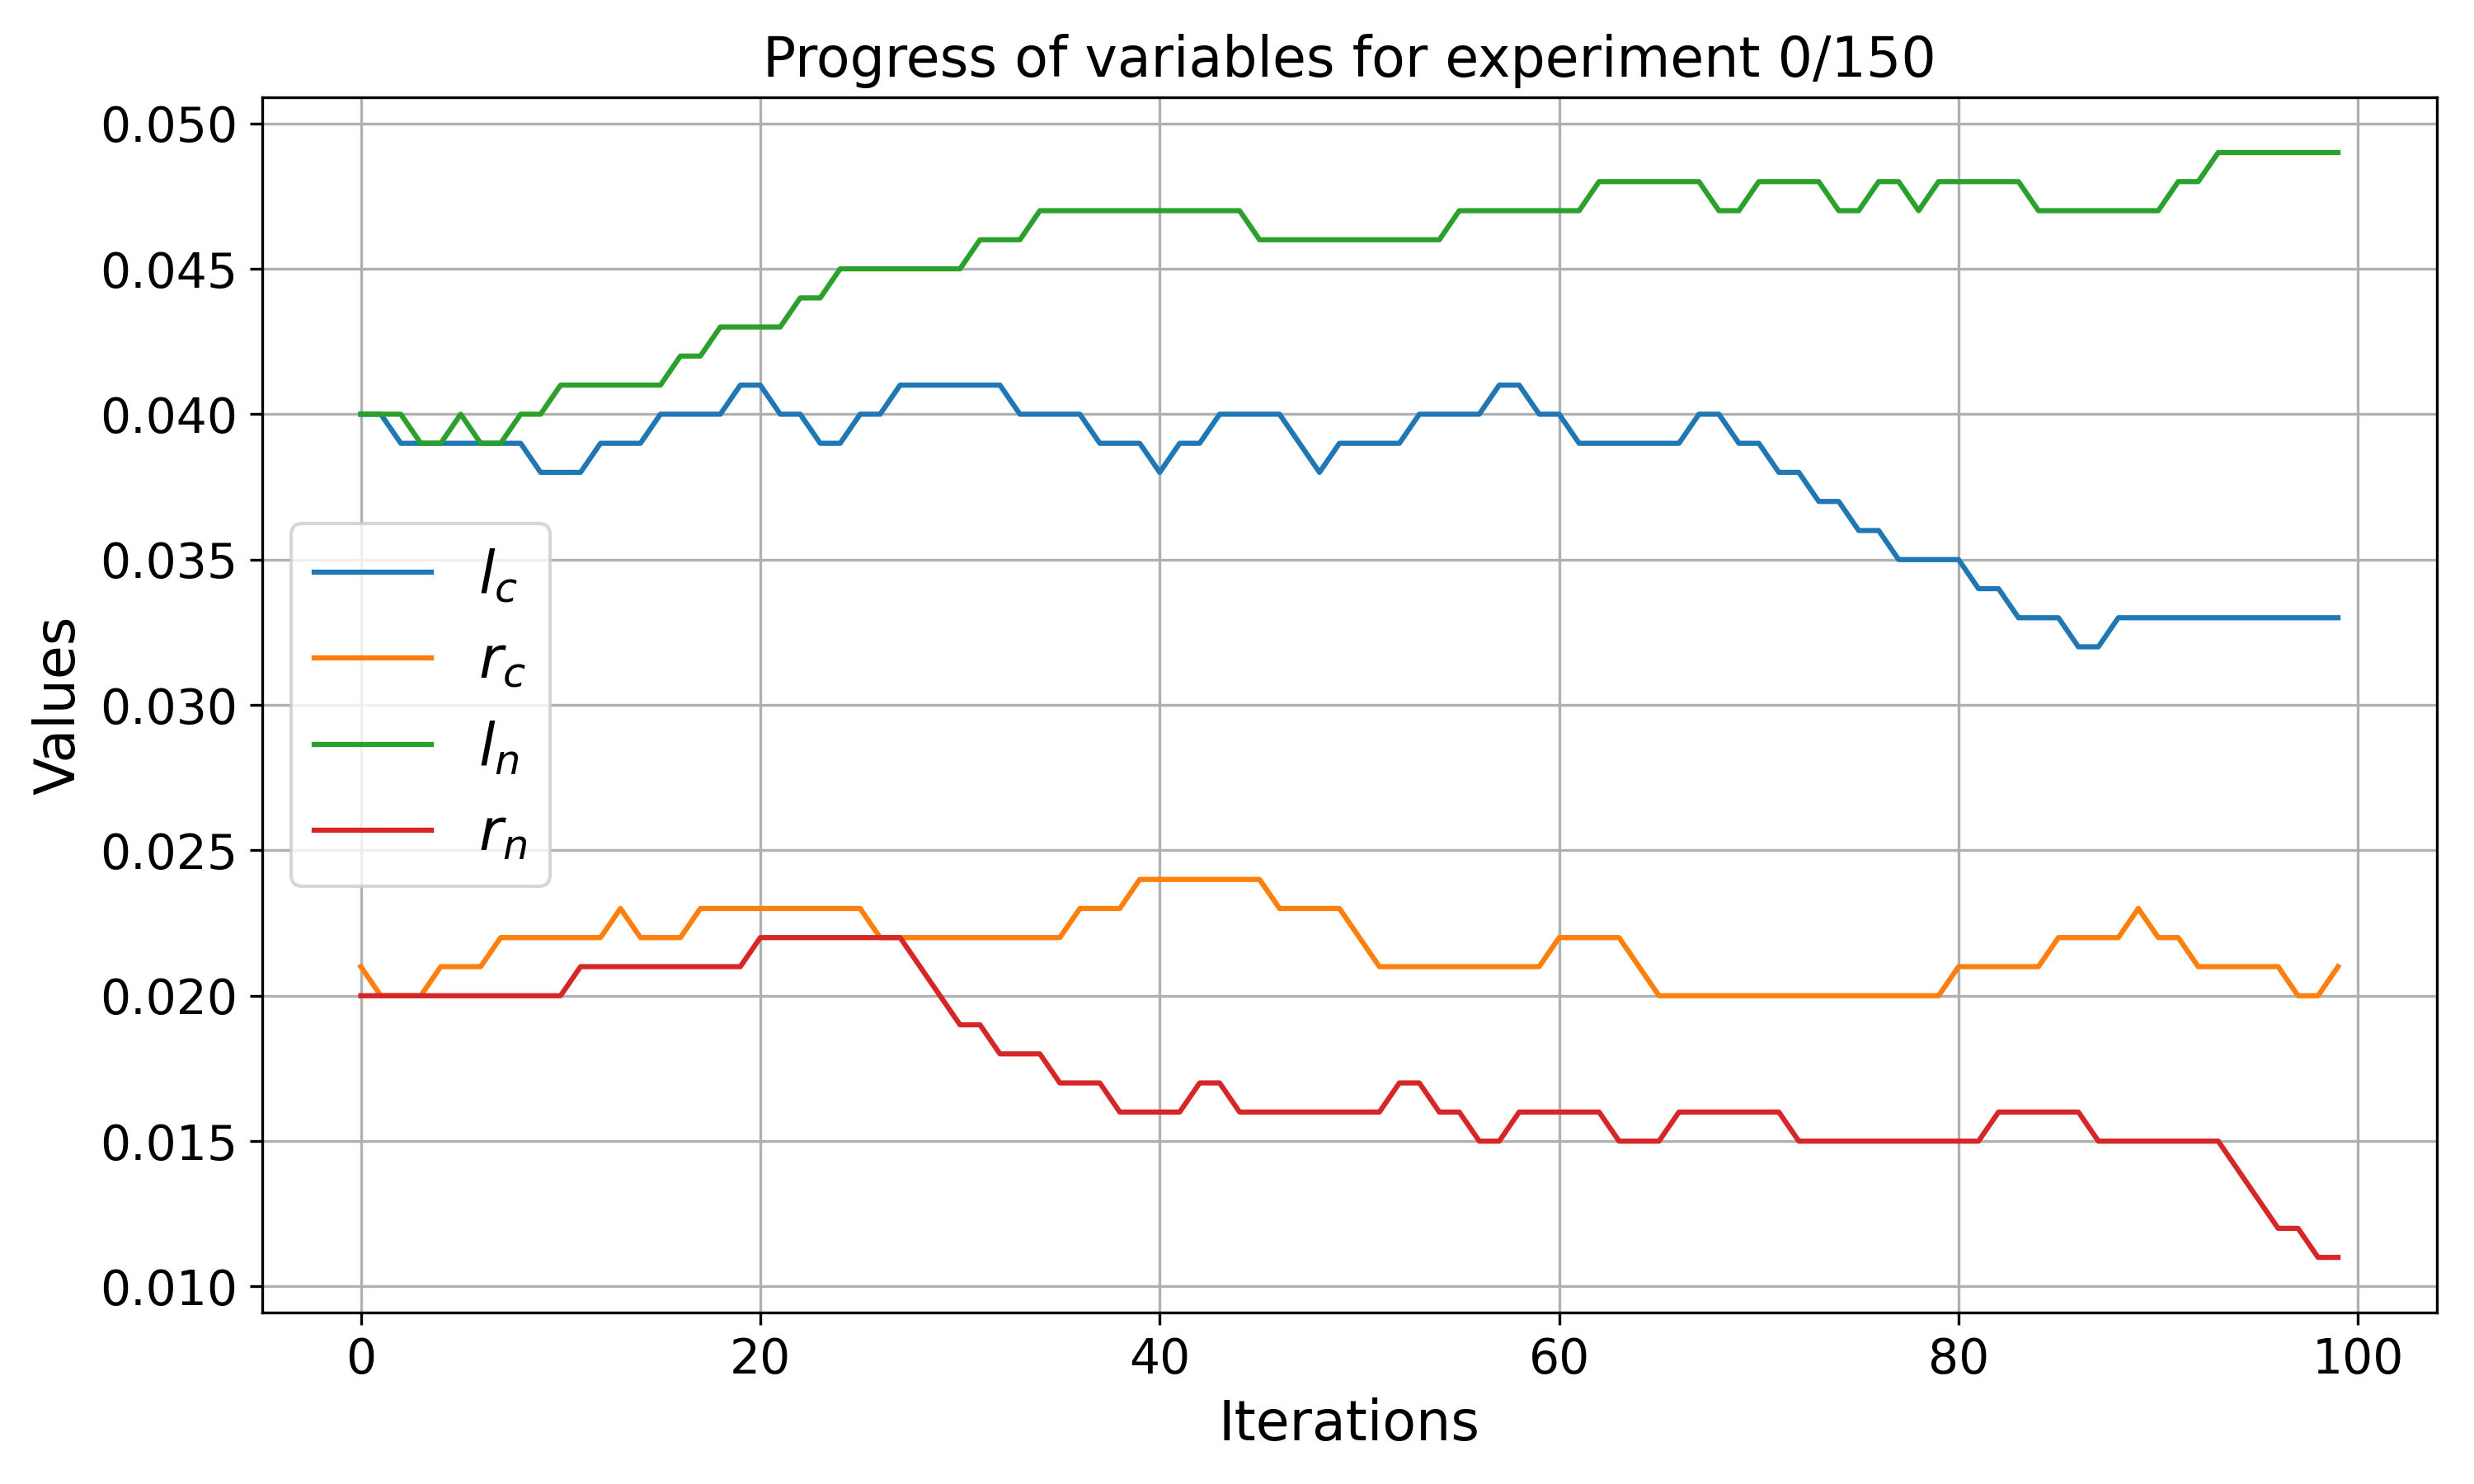 Progress of variables for experiment 0/150
0.050
0.045
0.040
0.035
0.030
0.025
0.020
0.015
0.010
Values
l_c
r_c
l_n
r_n
0 20 40 60 80 100
Iterations